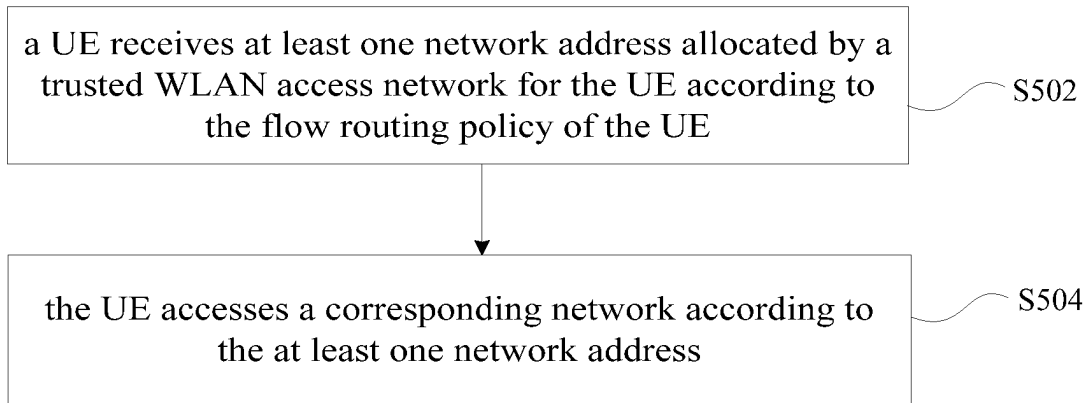 a UE receives at least one network address allocated by a
trusted WLAN access network for the UE according to
the flow routing policy of the UE
S502
the UE accesses a corresponding network according to
the at least one network address
S504